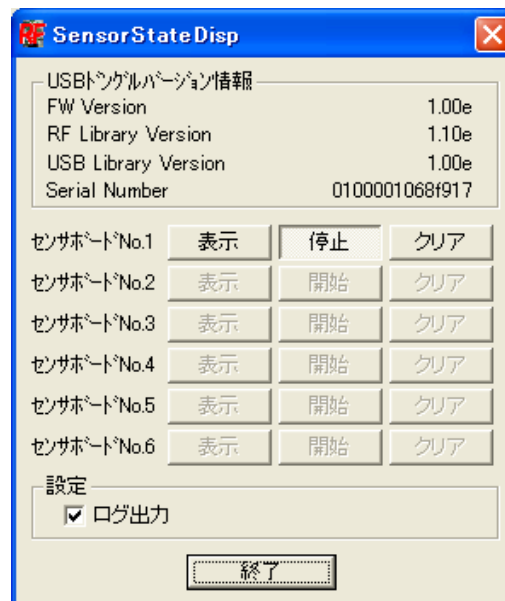 RF SensorStateDisp
USBﾄﾞﾝｸﾞﾙﾊﾞｰｼﾞｮﾝ情報
FW Version 1.00e
RF Library Version 1.10e
USB Library Version 1.00e
Serial Number 0100001068f917
ｾﾝｻﾎﾞｰﾄﾞNo.1 表示 停止 クリア
ｾﾝｻﾎﾞｰﾄﾞNo.2 表示 開始 クリア
ｾﾝｻﾎﾞｰﾄﾞNo.3 表示 開始 クリア
ｾﾝｻﾎﾞｰﾄﾞNo.4 表示 開始 クリア
ｾﾝｻﾎﾞｰﾄﾞNo.5 表示 開始 クリア
ｾﾝｻﾎﾞｰﾄﾞNo.6 表示 開始 クリア
設定
ログ出力
終了